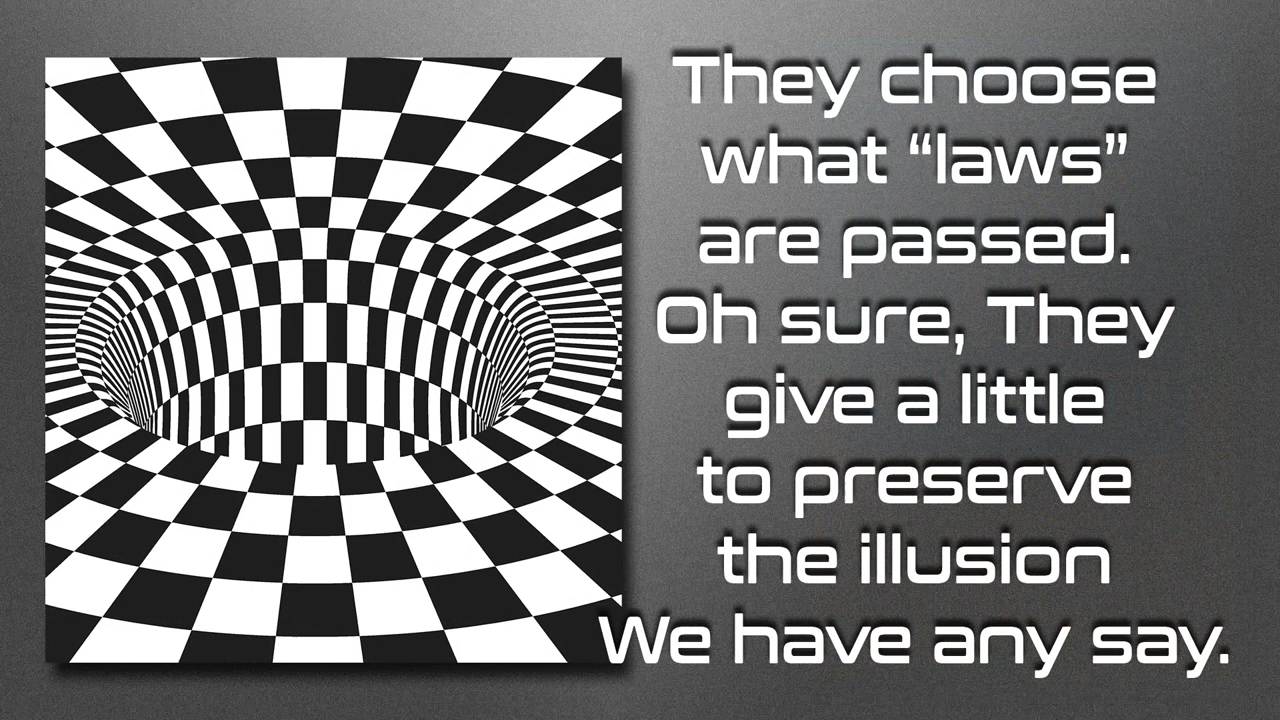 They choose
what “laws”
are passed.
Oh sure, They
give a little
to preserve
the illusion
We have any say.